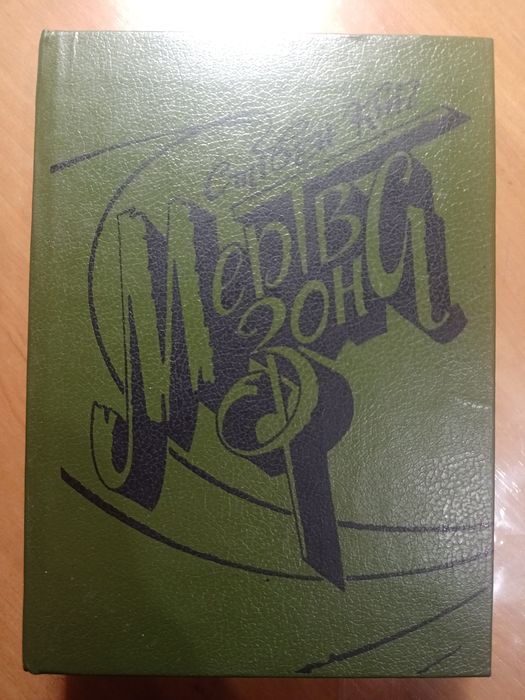 Стівен Кінг
Мертва
зона